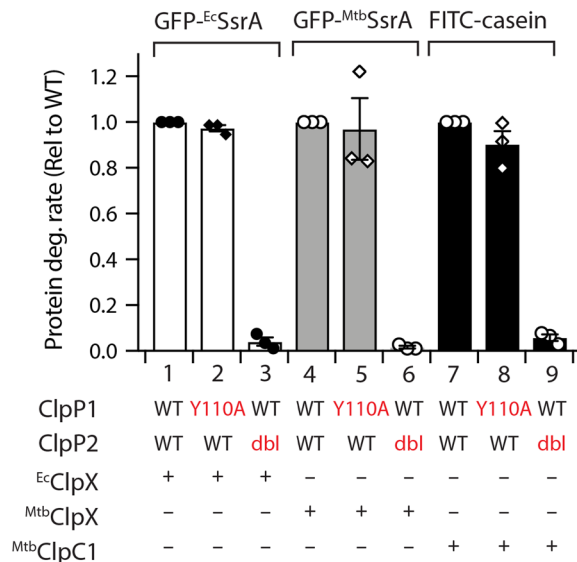 GFP-EcSsrA GFP-MtbSsrA FITC-casein
Protein deg. rate (Rel to WT)
1.2
1.0
0.8
0.6
0.4
0.2
0.0
1 2 3 4 5 6 7 8 9
ClpP1 WT Y110A WT WT Y110A WT WT Y110A WT
ClpP2 WT WT dbl WT WT dbl WT WT dbl
EcClpX + + + – – – – – –
MtbClpX – – – + + + – – –
MtbClpC1 – – – – – – + + +